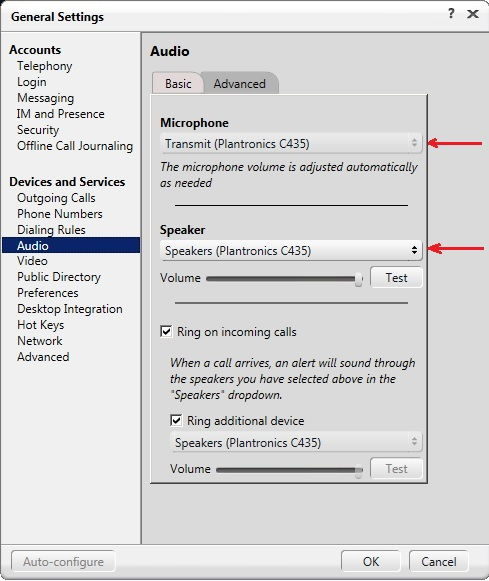 General Settings
?
Accounts
Telephony
Login
Messaging
IM and Presence
Security
Offline Call Journaling
Devices and Services
Outgoing Calls
Phone Numbers
Dialing Rules
Audio
Video
Public Directory
Preferences
Desktop Integration
Hot Keys
Network
Advanced
Audio
Basic
Advanced
Microphone
Transmit (Plantronics C435)
The microphone volume is adjusted automatically
as needed
Speaker
Speakers (Plantronics C435)
Volume
Test
Ring on incoming calls
When a call arrives, an alert will sound through
the speakers you have selected above in the
"Speakers" dropdown.
Ring additional device
Speakers (Plantronics C435)
Volume
Test
Auto-configure
OK
Cancel